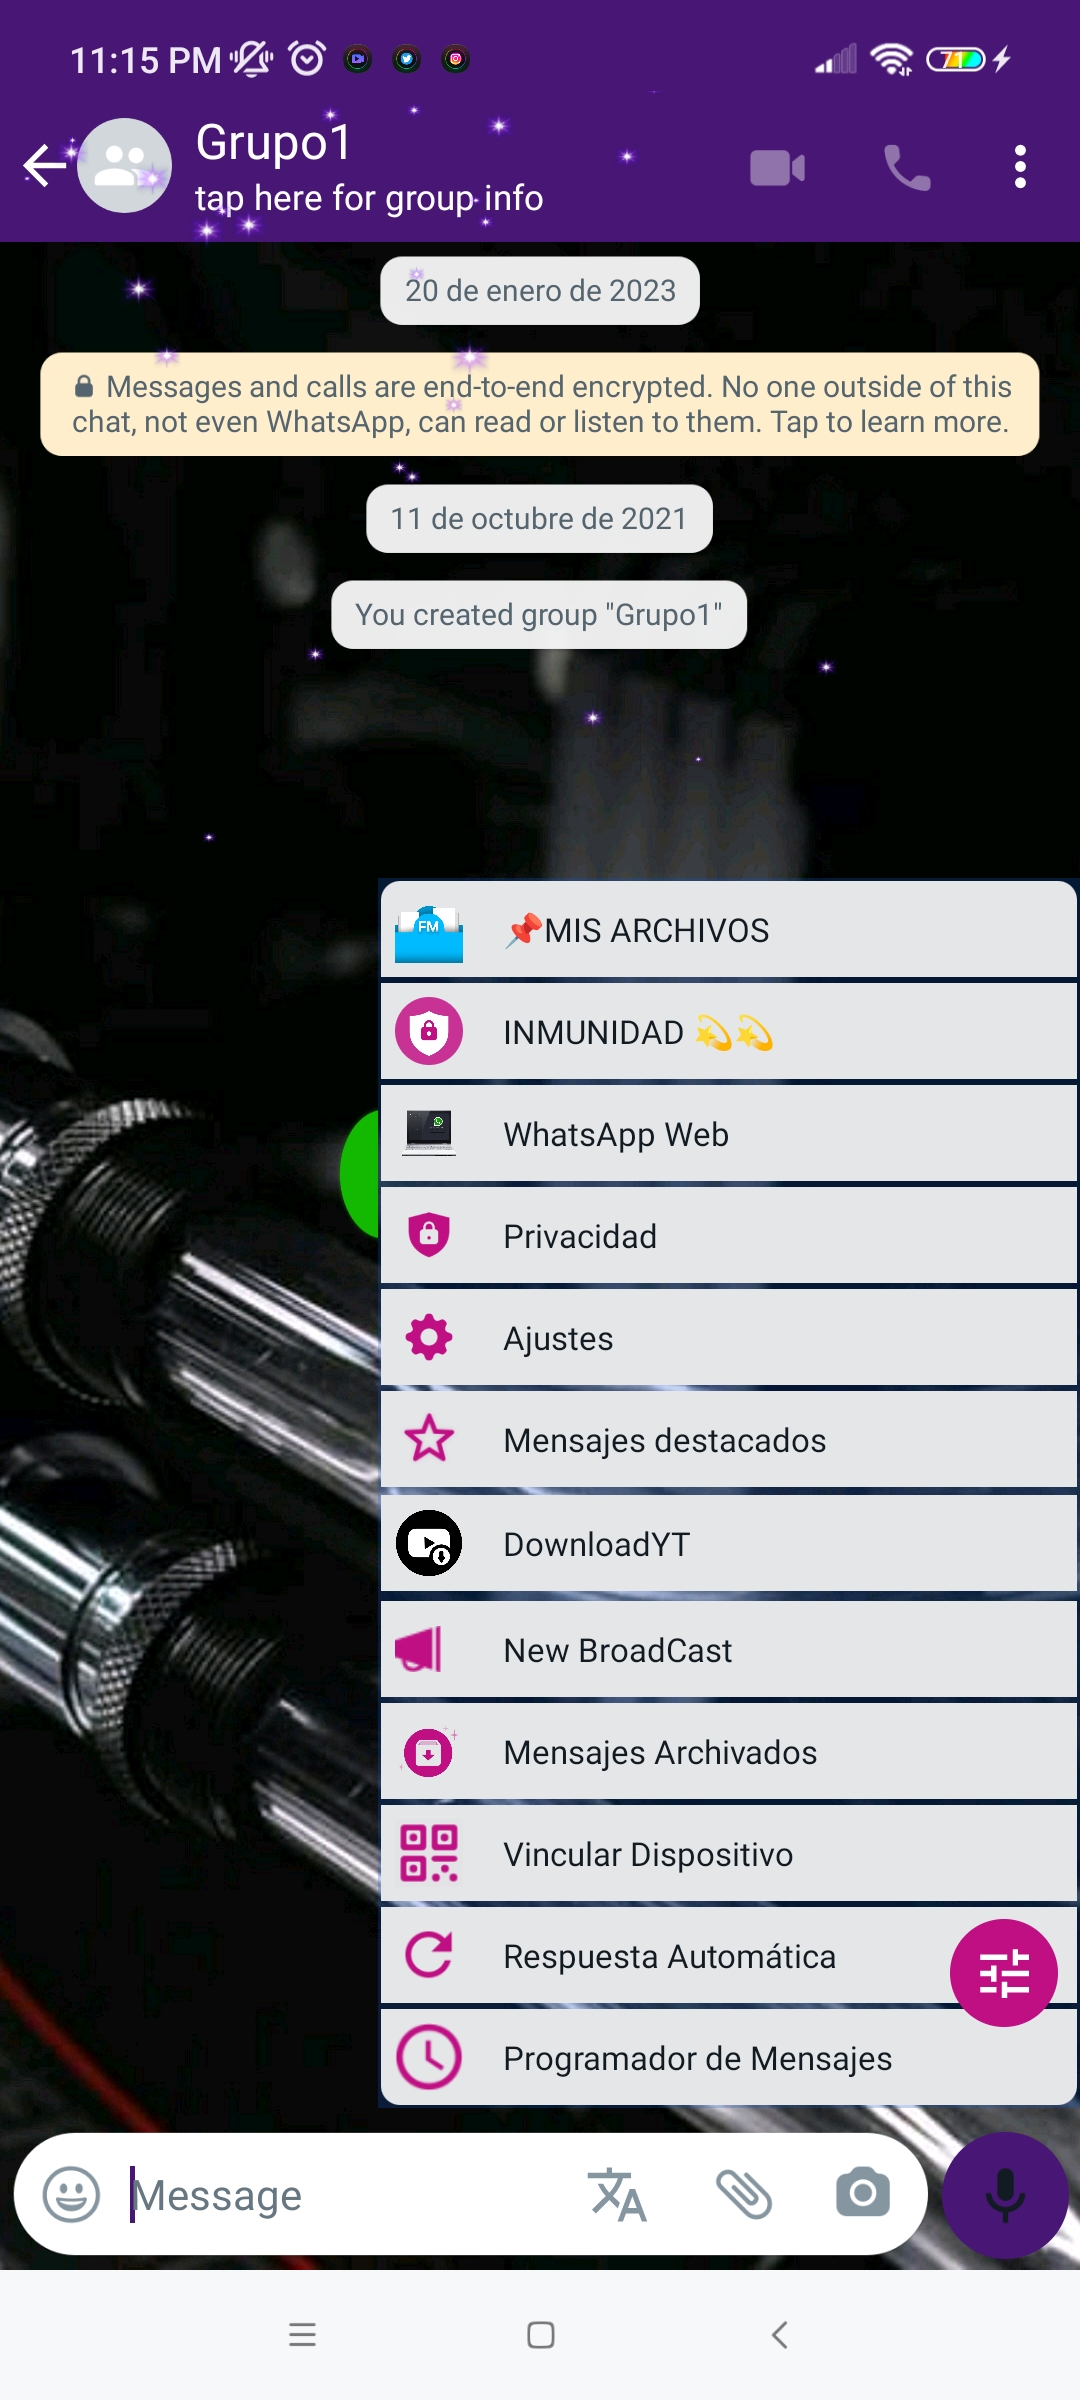 11:15 PM
71
Grupo1
tap here for group info
20 de enero de 2023
Messages and calls are end-to-end encrypted. No one outside of this
chat, not even WhatsApp, can read or listen to them. Tap to learn more.
11 de octubre de 2021
You created group "Grupo1"
FM
📌MIS ARCHIVOS
INMUNIDAD 💫💫
WhatsApp Web
Privacidad
Ajustes
Mensajes destacados
DownloadYT
New BroadCast
Mensajes Archivados
Vincular Dispositivo
Respuesta Automática
Programador de Mensajes
Message